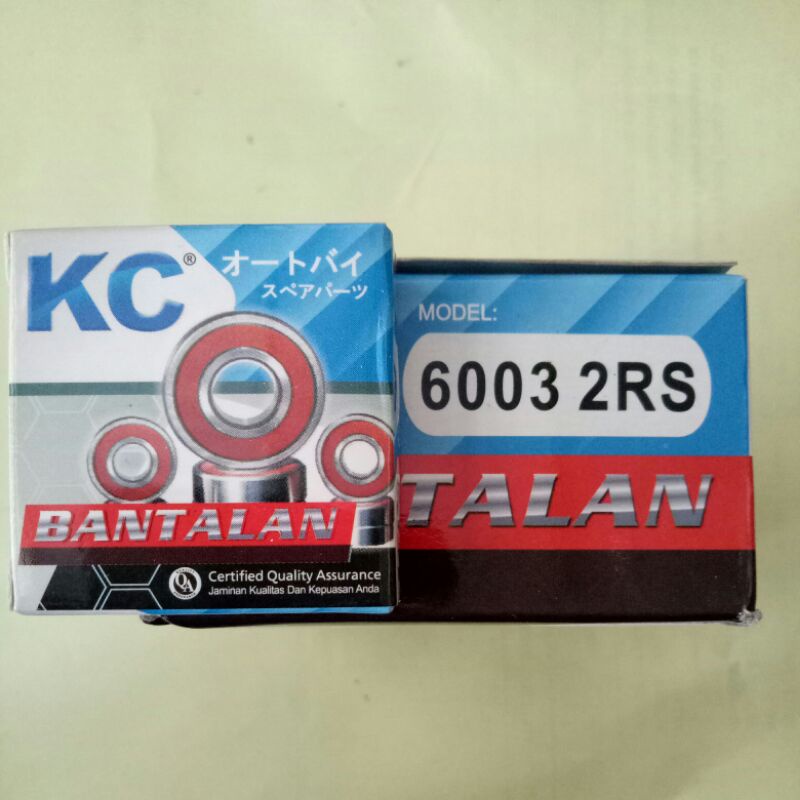 KC®
オートバイ
スペアパーツ
BANTALAN
QA
Certified Quality Assurance
Jaminan Kualitas Dan Kepuasan Anda
MODEL:
6003 2RS
TALAN